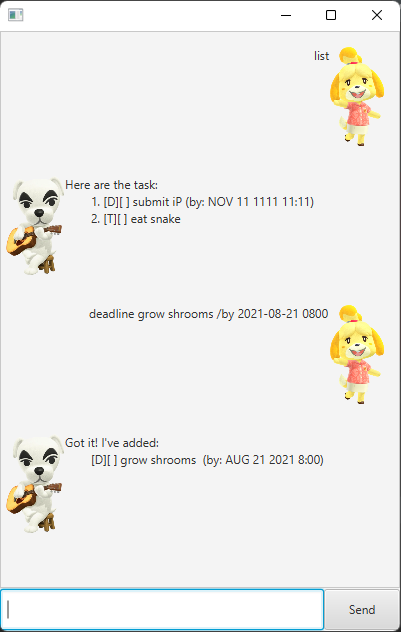 list
Here are the task:
1. [D][ ] submit iP (by: NOV 11 1111 11:11)
2. [T][ ] eat snake
deadline grow shrooms /by 2021-08-21 0800
Got it! I've added:
[D][ ] grow shrooms  (by: AUG 21 2021 8:00)
Send